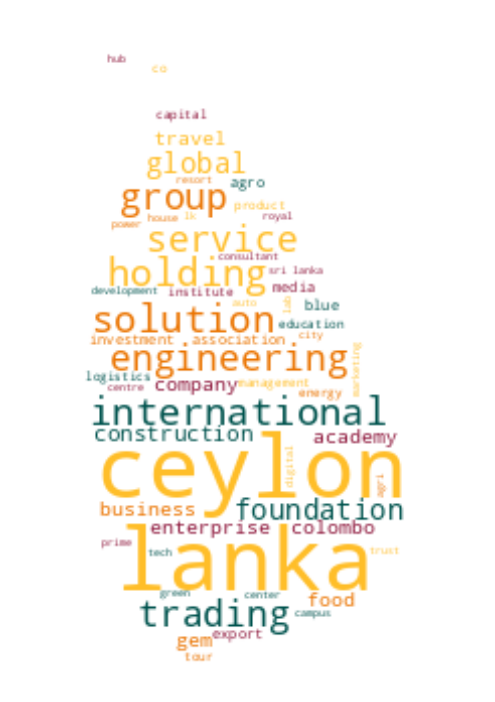 hub
co
capital
travel
global
resort
agro
group
product
power
house
lk
royal
service
consultant
holding
sri lanka
development
institute
media
auto
lab
blue
solution
education
investment
association
city
engineering
marketing
logistics
centre
company
management
energy
international
construction
academy
ceylon
digital
agri
business
foundation
enterprise
colombo
lanka
prime
tech
trust
green
center
food
trading
campus
gem
export
tour